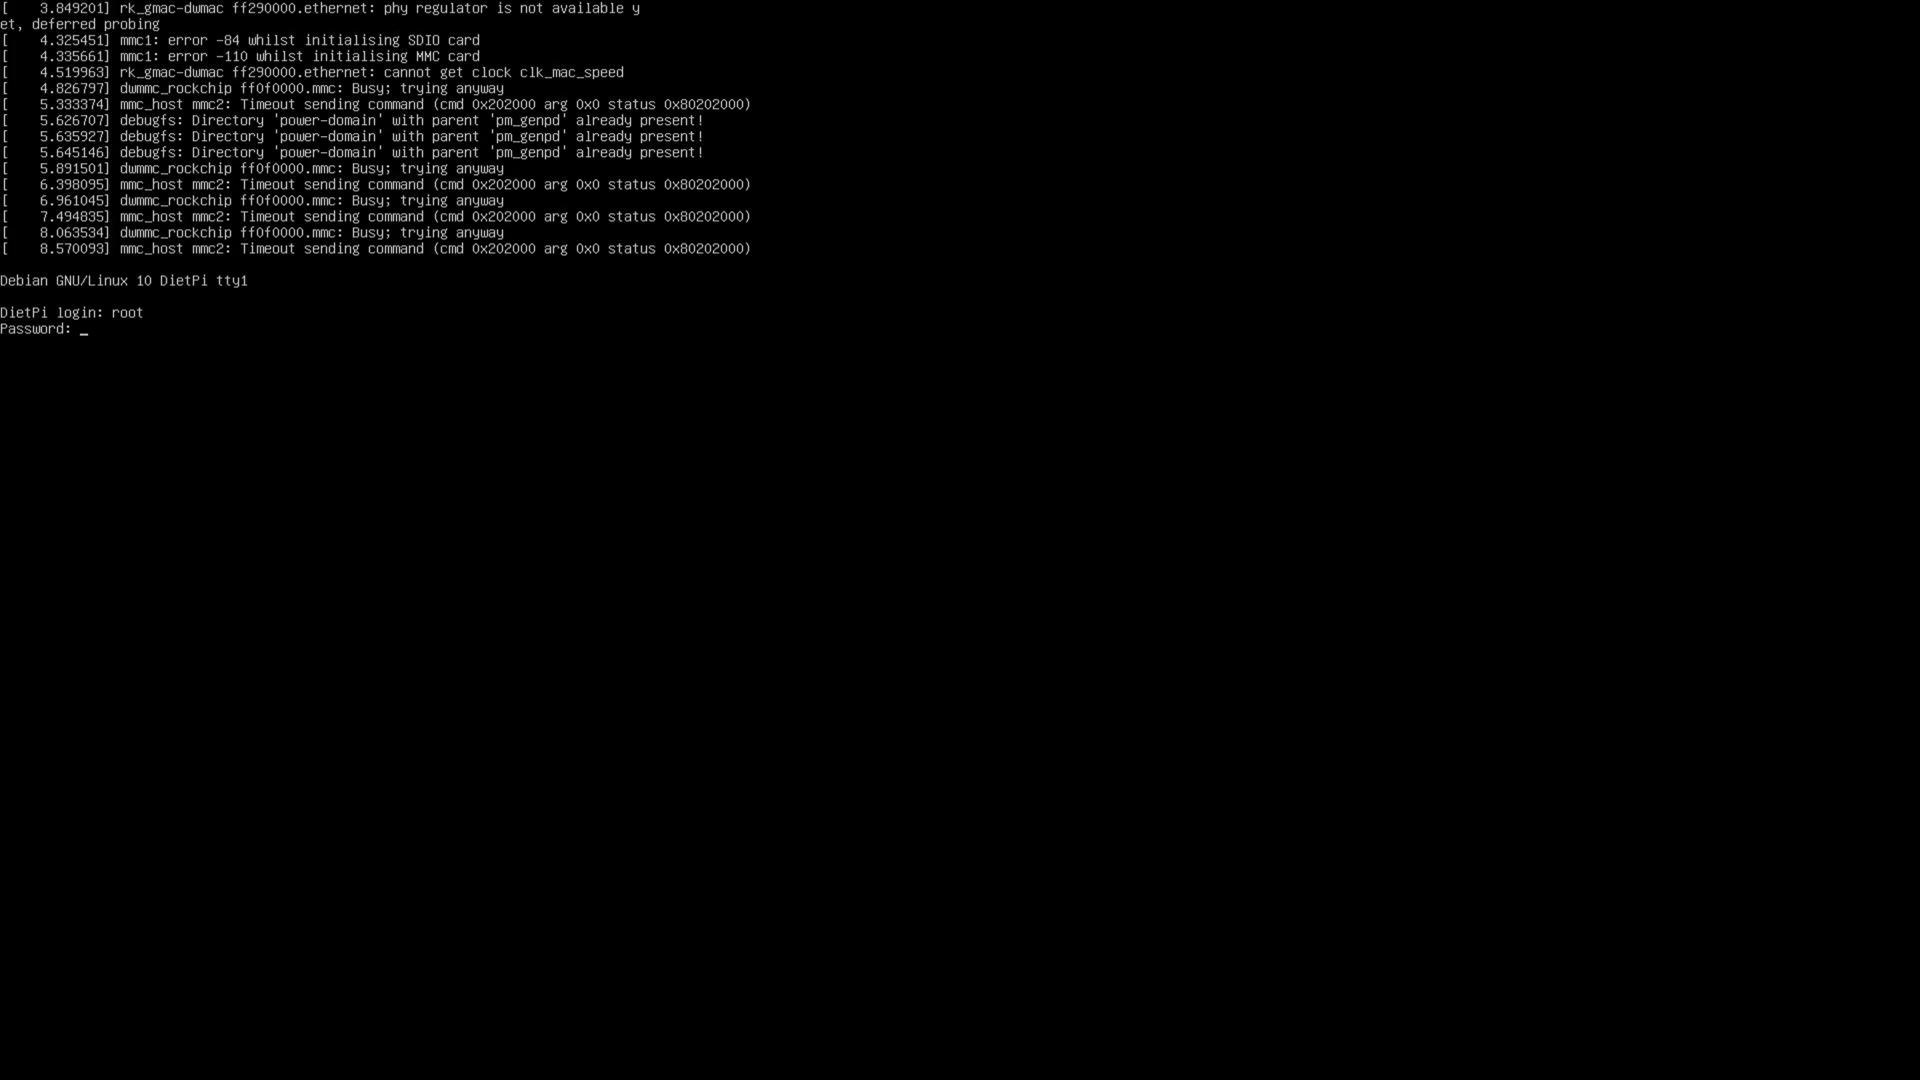 [    3.849201] rk_gmac-dwmac ff290000.ethernet: phy regulator is not available y
et, deferred probing
[    4.325451] mmc1: error -84 whilst initialising SDIO card
[    4.335661] mmc1: error -110 whilst initialising MMC card
[    4.519963] rk_gmac-dwmac ff290000.ethernet: cannot get clock clk_mac_speed
[    4.826797] dwmmc_rockchip ff0f0000.mmc: Busy; trying anyway
[    5.333374] mmc_host mmc2: Timeout sending command (cmd 0x202000 arg 0x0 status 0x80202000)
[    5.626707] debugfs: Directory 'power-domain' with parent 'pm_genpd' already present!
[    5.635927] debugfs: Directory 'power-domain' with parent 'pm_genpd' already present!
[    5.645146] debugfs: Directory 'power-domain' with parent 'pm_genpd' already present!
[    5.891501] dwmmc_rockchip ff0f0000.mmc: Busy; trying anyway
[    6.398095] mmc_host mmc2: Timeout sending command (cmd 0x202000 arg 0x0 status 0x80202000)
[    6.961045] dwmmc_rockchip ff0f0000.mmc: Busy; trying anyway
[    7.494835] mmc_host mmc2: Timeout sending command (cmd 0x202000 arg 0x0 status 0x80202000)
[    8.063534] dwmmc_rockchip ff0f0000.mmc: Busy; trying anyway
[    8.570093] mmc_host mmc2: Timeout sending command (cmd 0x202000 arg 0x0 status 0x80202000)
Debian GNU/Linux 10 DietPi tty1
DietPi login: root
Password: _